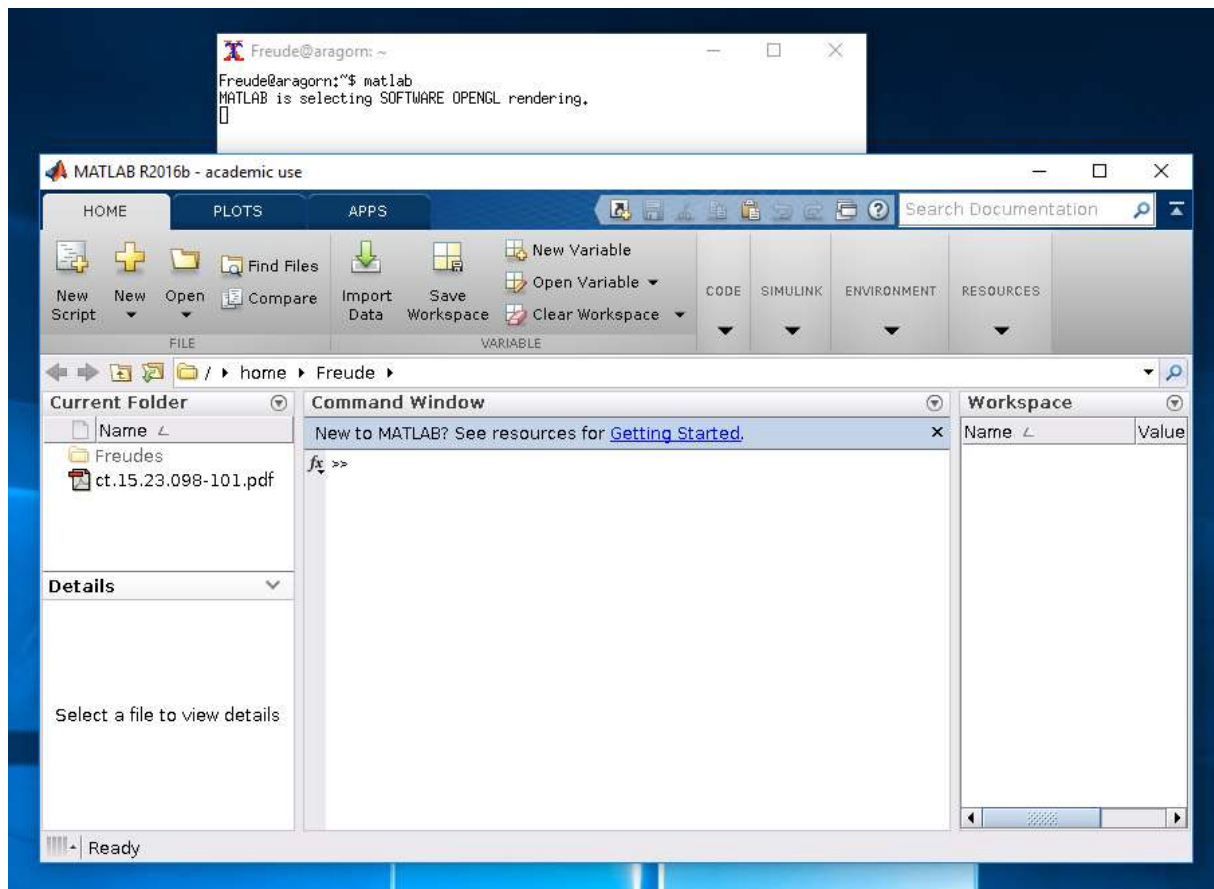 Freude@aragorn: ~
Freude@aragorn:~$ matlab
MATLAB is selecting SOFTWARE OPENGL rendering.
MATLAB R2016b - academic use
HOME PLOTS APPS
Search Documentation
New Script
New
Open
Find Files
Compare
FILE
Import Data
Save Workspace
New Variable
Open Variable
Clear Workspace
VARIABLE
CODE
SIMULINK
ENVIRONMENT
RESOURCES
/ home Freude
Current Folder
Name
Freudes
ct.15.23.098-101.pdf
Details
Select a file to view details
Command Window
New to MATLAB? See resources for Getting Started.
fx >>
Workspace
Name Value
Ready